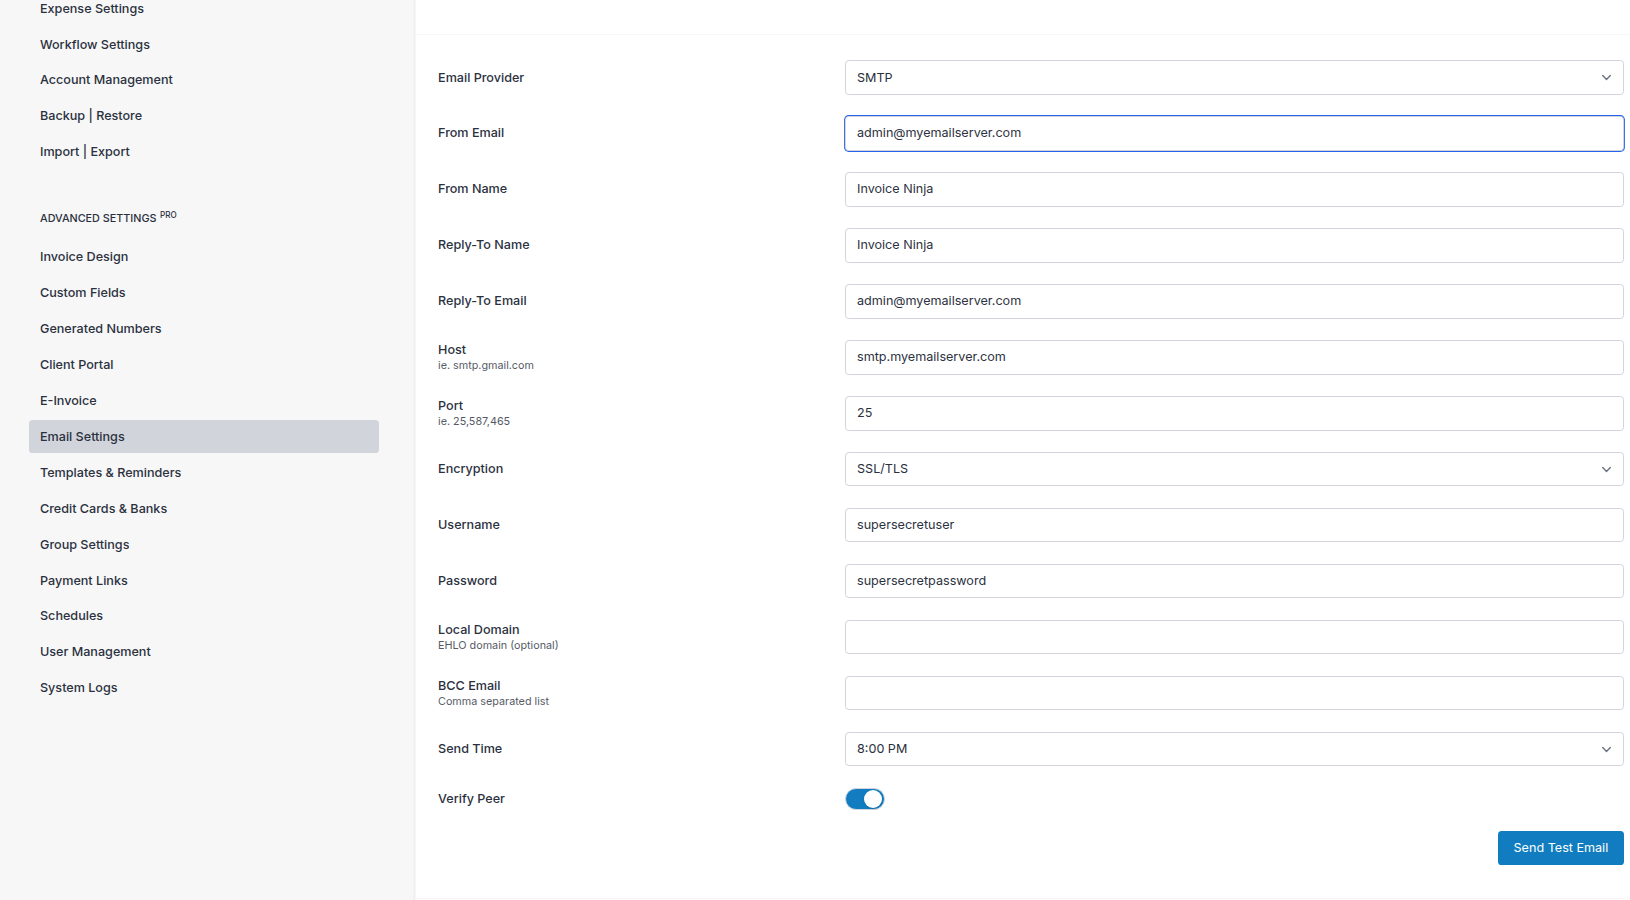 Expense Settings
Workflow Settings
Account Management
Backup | Restore
Import | Export
ADVANCED SETTINGS PRO
Invoice Design
Custom Fields
Generated Numbers
Client Portal
E-Invoice
Email Settings
Templates & Reminders
Credit Cards & Banks
Group Settings
Payment Links
Schedules
User Management
System Logs
Email Provider
SMTP
From Email
admin@myemailserver.com
From Name
Invoice Ninja
Reply-To Name
Invoice Ninja
Reply-To Email
admin@myemailserver.com
Host
ie. smtp.gmail.com
smtp.myemailserver.com
Port
ie. 25,587,465
25
Encryption
SSL/TLS
Username
supersecretuser
Password
supersecretpassword
Local Domain
EHLO domain (optional)
BCC Email
Comma separated list
Send Time
8:00 PM
Verify Peer
Send Test Email